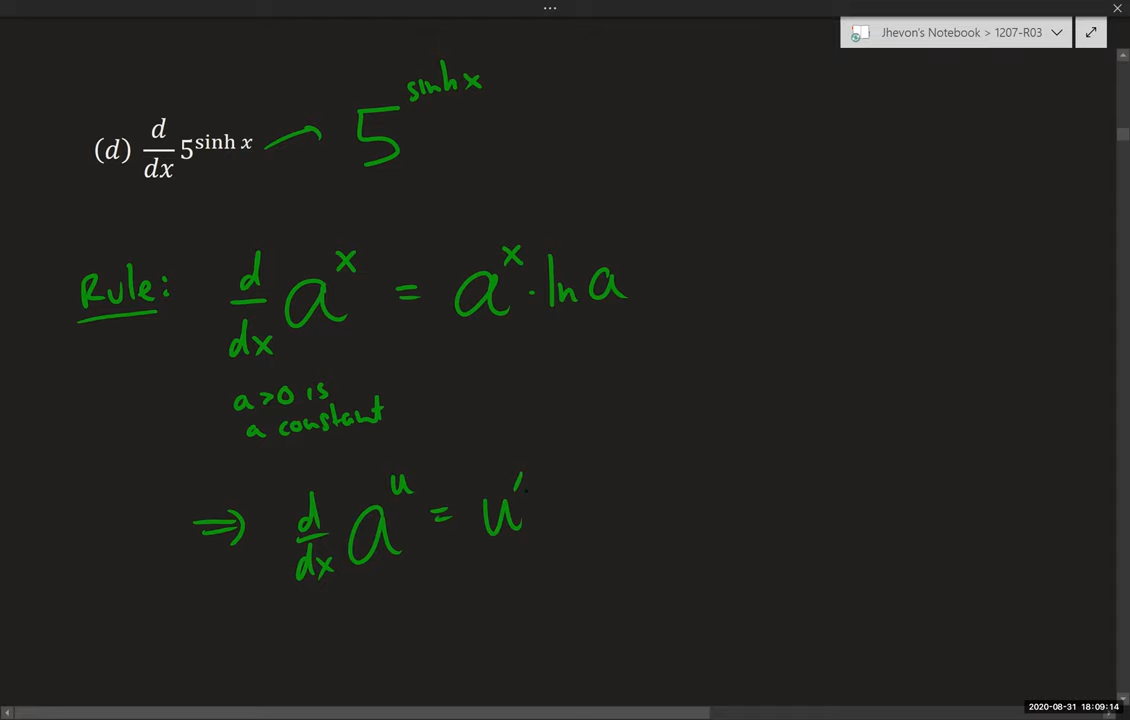 Jhevon's Notebook > 1207-R03
(d) d/dx 5^sinh x
5^sinh x
Rule: d/dx a^x = a^x · ln a
a>0 is
a constant
⇒ d/dx a^u = u'
2020-08-31 18:09:14